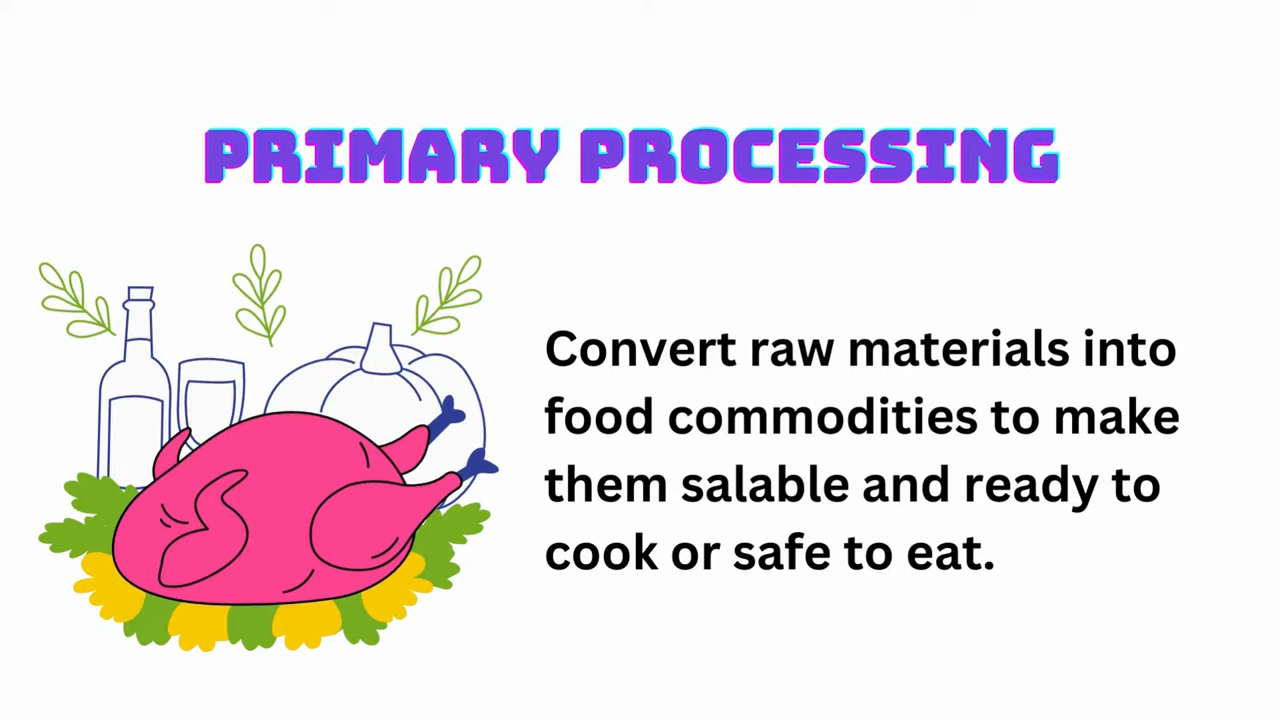 PRIMARY PROCESSING
Convert raw materials into
food commodities to make
them salable and ready to
cook or safe to eat.